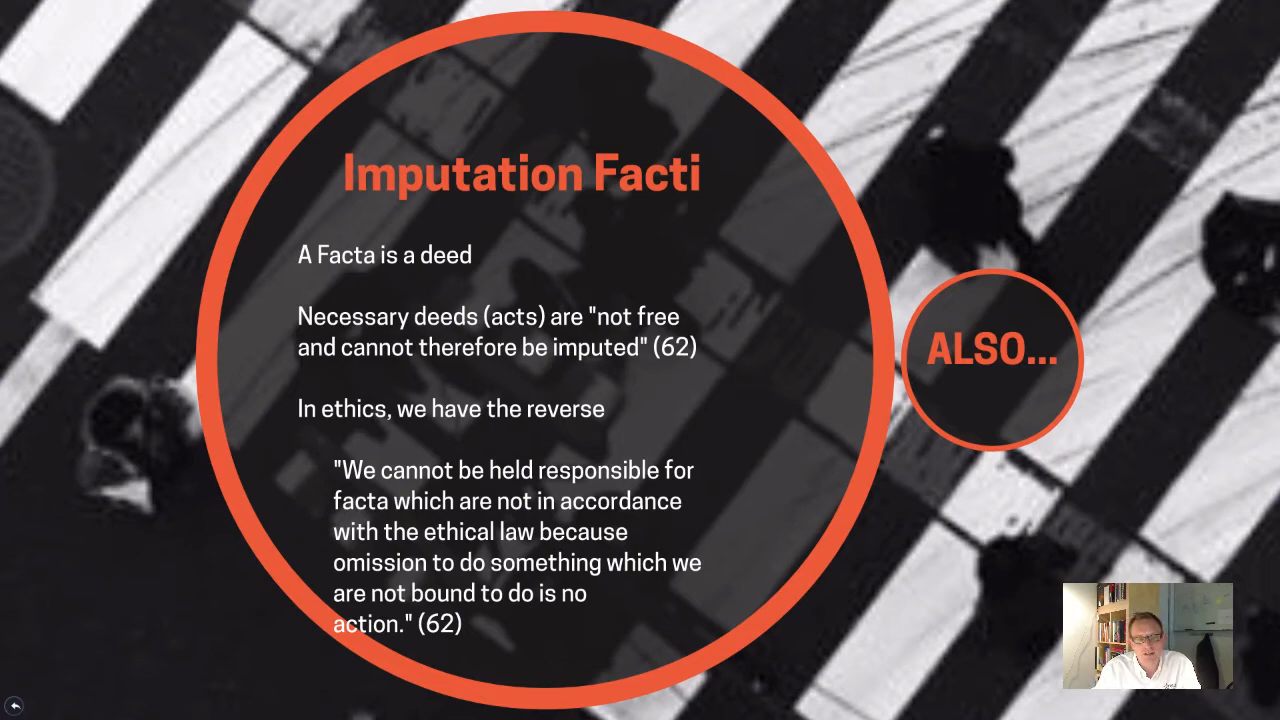 Imputation Facti
A Facta is a deed
Necessary deeds (acts) are "not free
and cannot therefore be imputed" (62)
In ethics, we have the reverse
"We cannot be held responsible for
facta which are not in accordance
with the ethical law because
omission to do something which we
are not bound to do is no
action." (62)
ALSO...